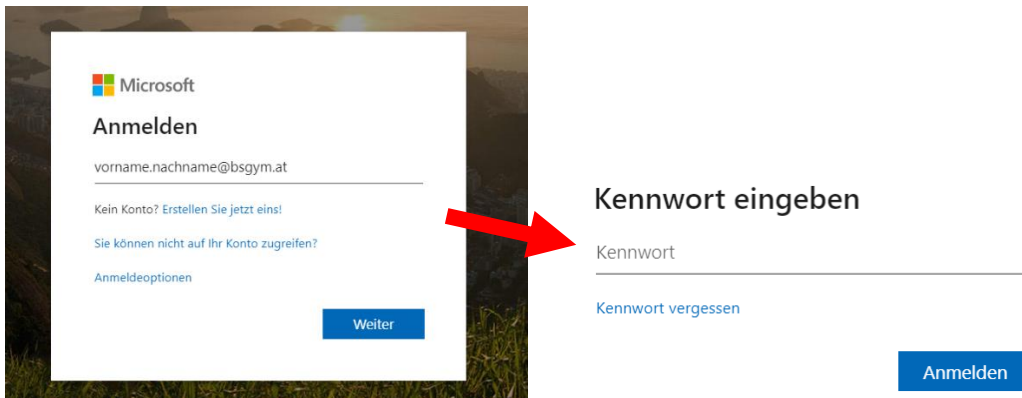 Microsoft
Anmelden
vorname.nachname@bsgym.at
Kein Konto? Erstellen Sie jetzt eins!
Sie können nicht auf Ihr Konto zugreifen?
Anmeldeoptionen
Weiter
Kennwort eingeben
Kennwort
Kennwort vergessen
Anmelden